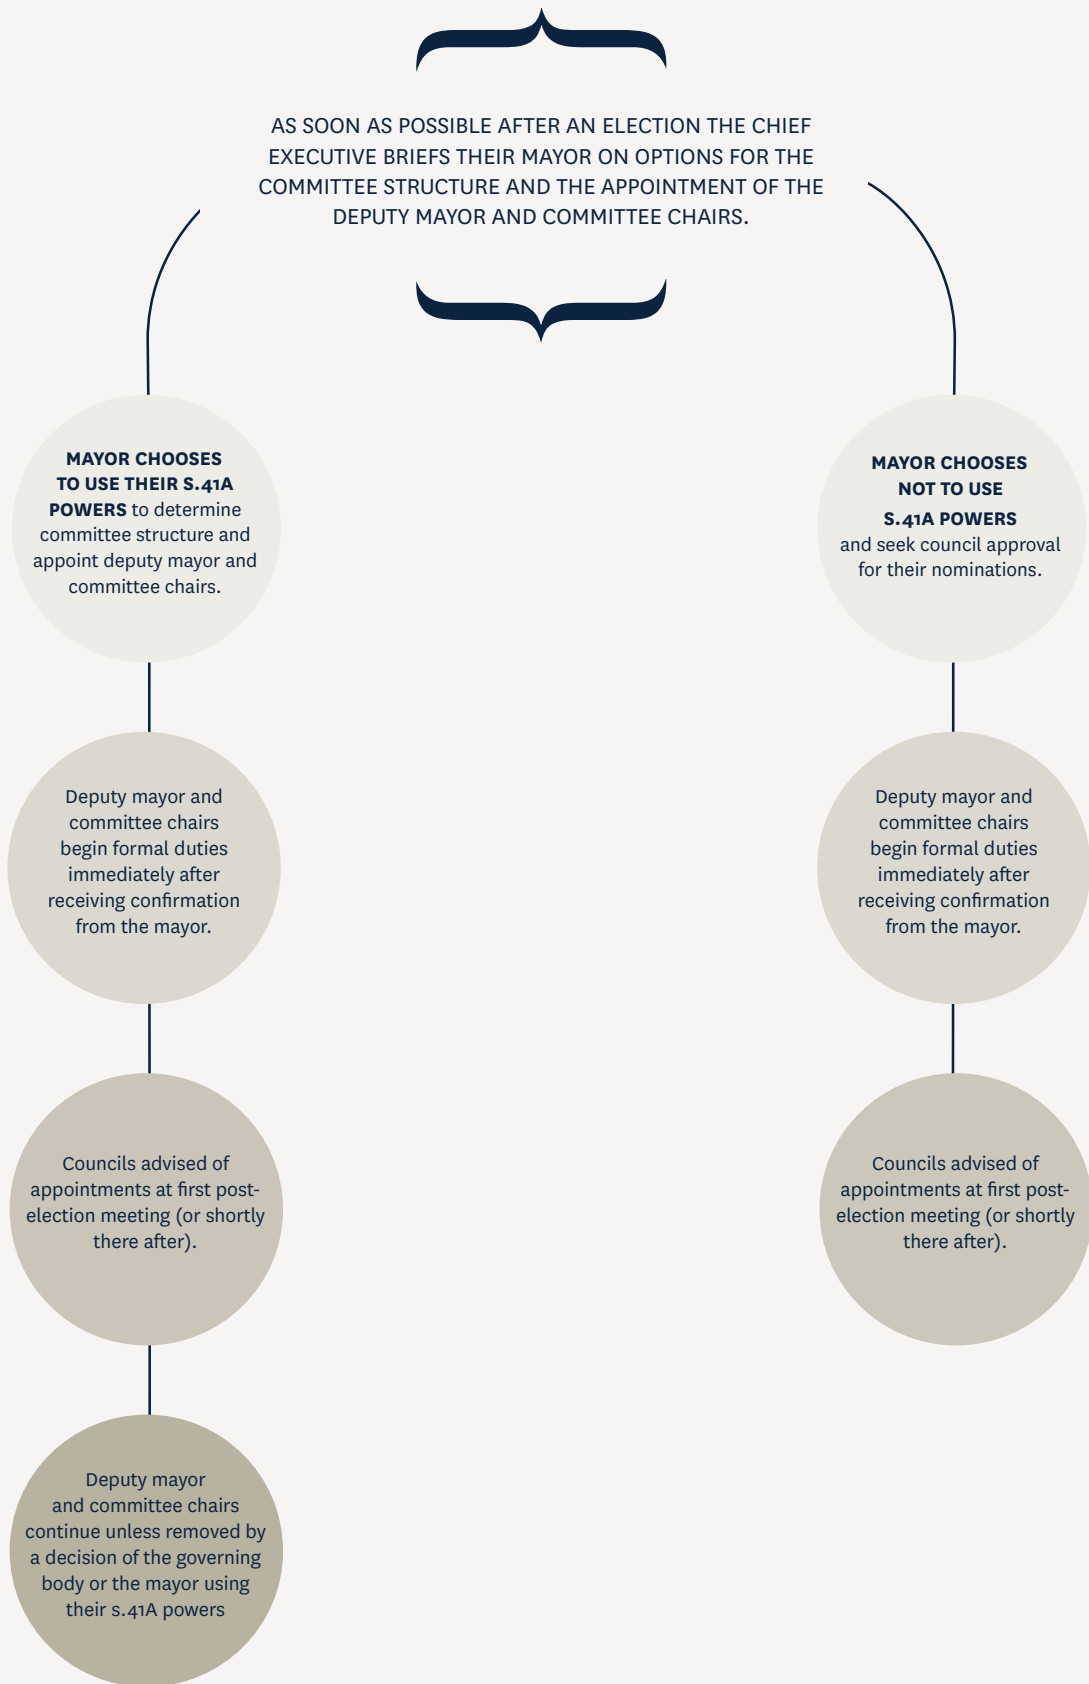 AS SOON AS POSSIBLE AFTER AN ELECTION THE CHIEF
EXECUTIVE BRIEFS THEIR MAYOR ON OPTIONS FOR THE
COMMITTEE STRUCTURE AND THE APPOINTMENT OF THE
DEPUTY MAYOR AND COMMITTEE CHAIRS.
MAYOR CHOOSES
TO USE THEIR S.41A
POWERS to determine
committee structure and
appoint deputy mayor and
committee chairs.
Deputy mayor and
committee chairs
begin formal duties
immediately after
receiving confirmation
from the mayor.
Councils advised of
appointments at first post-
election meeting (or shortly
there after).
Deputy mayor
and committee chairs
continue unless removed by
a decision of the governing
body or the mayor using
their s.41A powers
MAYOR CHOOSES
NOT TO USE
S.41A POWERS
and seek council approval
for their nominations.
Deputy mayor and
committee chairs
begin formal duties
immediately after
receiving confirmation
from the mayor.
Councils advised of
appointments at first post-
election meeting (or shortly
there after).